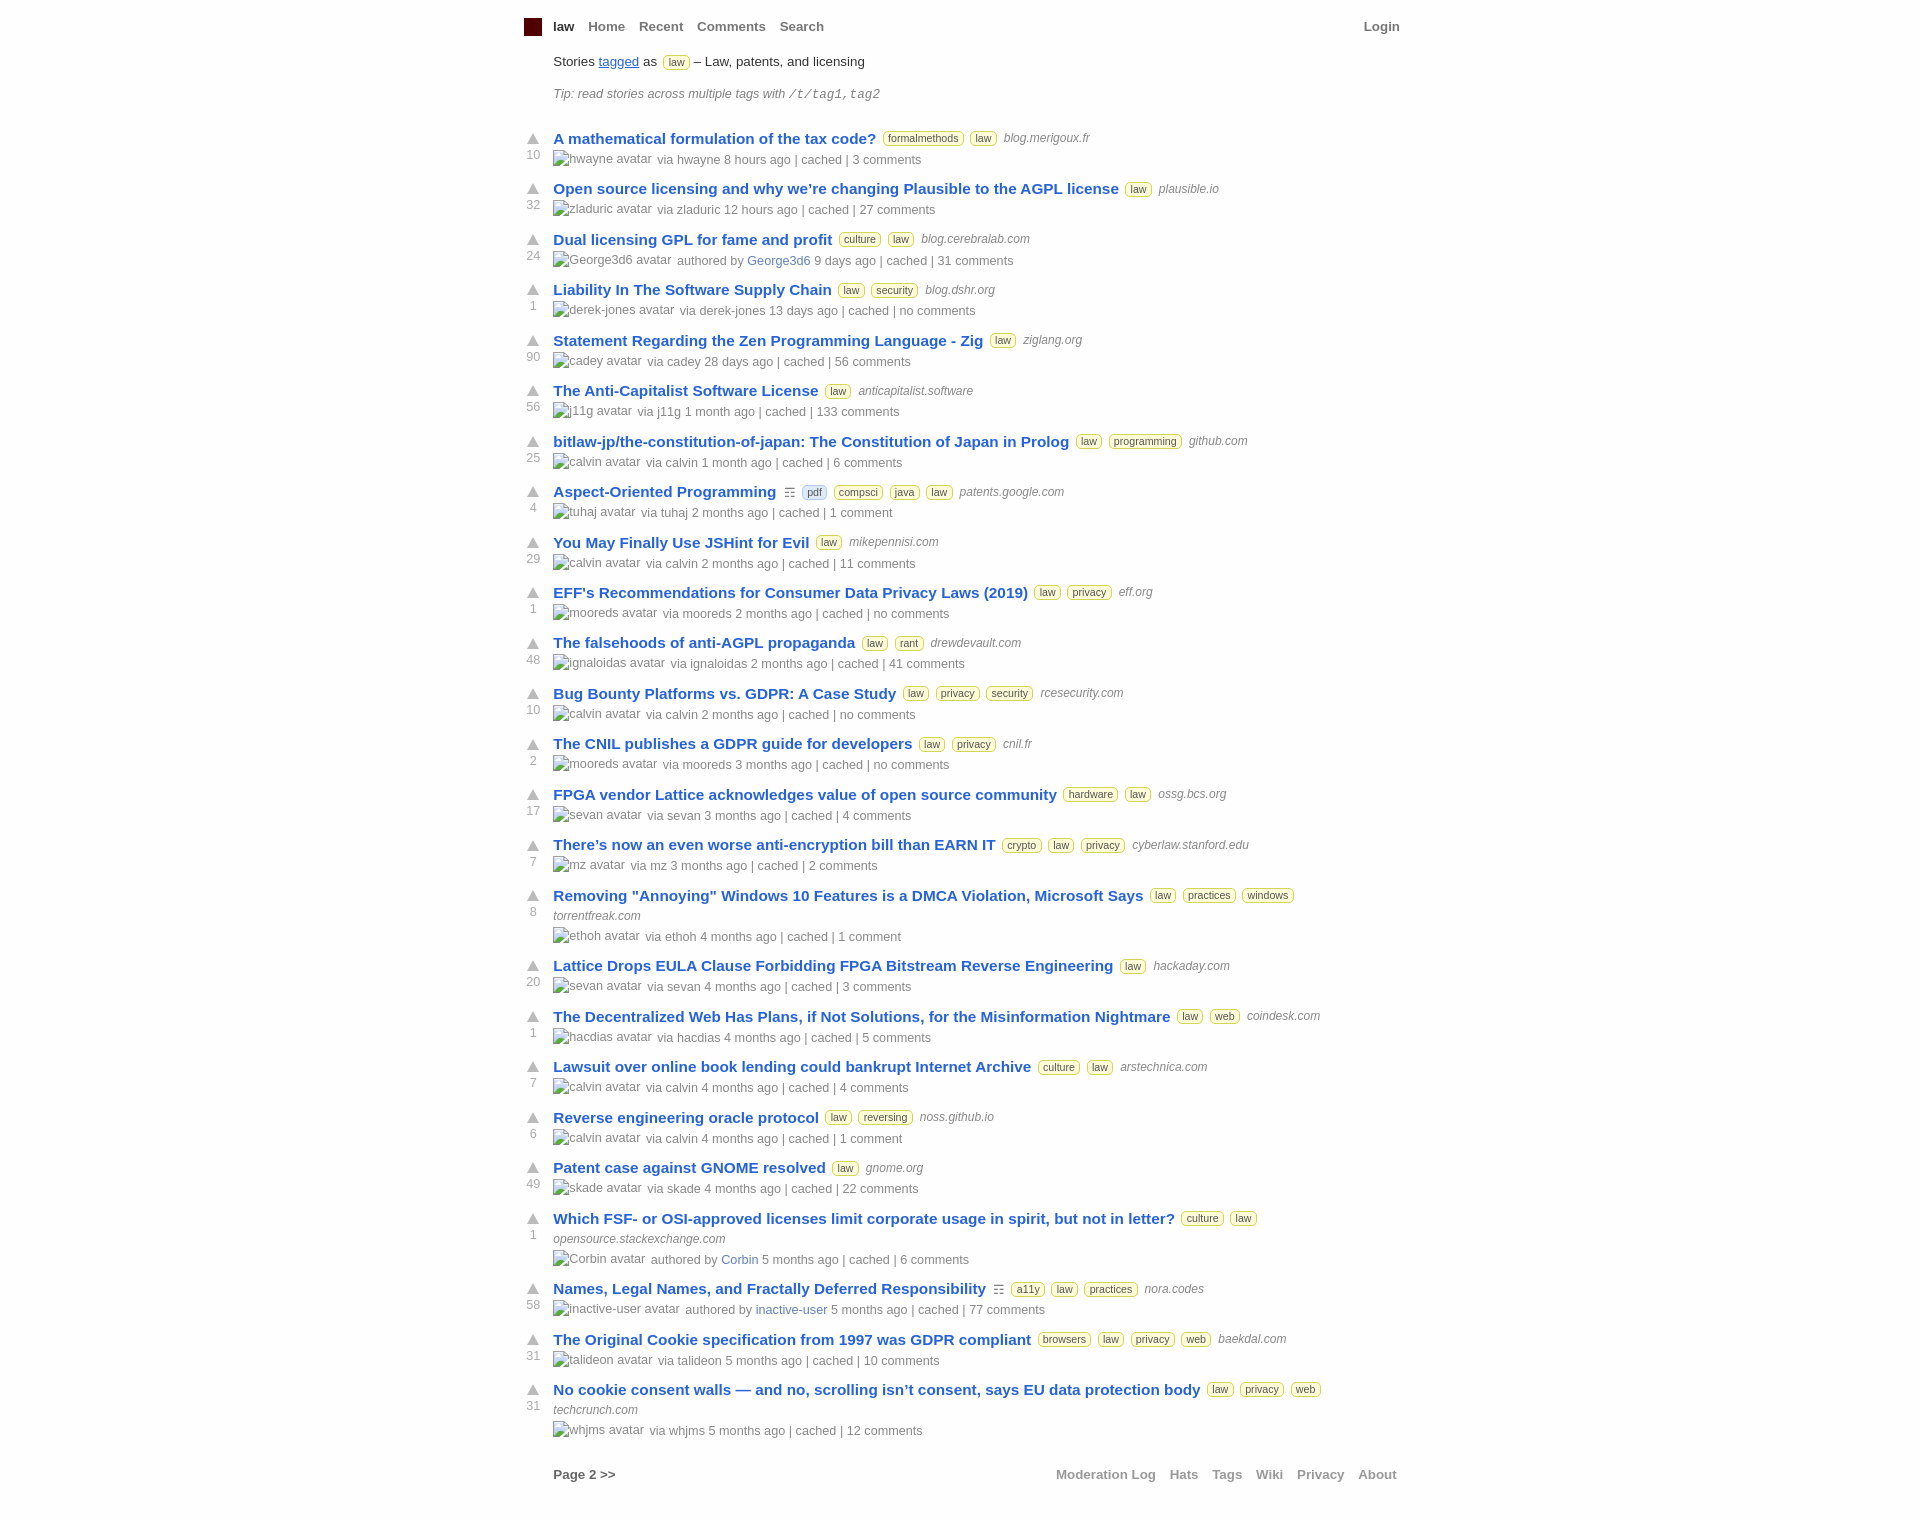 law Home Recent Comments Search Login
Stories tagged as law – Law, patents, and licensing
Tip: read stories across multiple tags with /t/tag1,tag2
A mathematical formulation of the tax code? formalmethods law blog.merigoux.fr
10 hwayne avatar via hwayne 8 hours ago | cached | 3 comments
Open source licensing and why we’re changing Plausible to the AGPL license law plausible.io
32 zladuric avatar via zladuric 12 hours ago | cached | 27 comments
Dual licensing GPL for fame and profit culture law blog.cerebralab.com
24 George3d6 avatar authored by George3d6 9 days ago | cached | 31 comments
Liability In The Software Supply Chain law security blog.dshr.org
1 derek-jones avatar via derek-jones 13 days ago | cached | no comments
Statement Regarding the Zen Programming Language - Zig law ziglang.org
90 cadey avatar via cadey 28 days ago | cached | 56 comments
The Anti-Capitalist Software License law anticapitalist.software
56 j11g avatar via j11g 1 month ago | cached | 133 comments
bitlaw-jp/the-constitution-of-japan: The Constitution of Japan in Prolog law programming github.com
25 calvin avatar via calvin 1 month ago | cached | 6 comments
Aspect-Oriented Programming ☶ pdf compsci java law patents.google.com
4 tuhaj avatar via tuhaj 2 months ago | cached | 1 comment
You May Finally Use JSHint for Evil law mikepennisi.com
29 calvin avatar via calvin 2 months ago | cached | 11 comments
EFF's Recommendations for Consumer Data Privacy Laws (2019) law privacy eff.org
1 mooreds avatar via mooreds 2 months ago | cached | no comments
The falsehoods of anti-AGPL propaganda law rant drewdevault.com
48 ignaloidas avatar via ignaloidas 2 months ago | cached | 41 comments
Bug Bounty Platforms vs. GDPR: A Case Study law privacy security rcesecurity.com
10 calvin avatar via calvin 2 months ago | cached | no comments
The CNIL publishes a GDPR guide for developers law privacy cnil.fr
2 mooreds avatar via mooreds 3 months ago | cached | no comments
FPGA vendor Lattice acknowledges value of open source community hardware law ossg.bcs.org
17 sevan avatar via sevan 3 months ago | cached | 4 comments
There’s now an even worse anti-encryption bill than EARN IT crypto law privacy cyberlaw.stanford.edu
7 mz avatar via mz 3 months ago | cached | 2 comments
Removing "Annoying" Windows 10 Features is a DMCA Violation, Microsoft Says law practices windows
8 torrentfreak.com
ethoh avatar via ethoh 4 months ago | cached | 1 comment
Lattice Drops EULA Clause Forbidding FPGA Bitstream Reverse Engineering law hackaday.com
20 sevan avatar via sevan 4 months ago | cached | 3 comments
The Decentralized Web Has Plans, if Not Solutions, for the Misinformation Nightmare law web coindesk.com
1 hacdias avatar via hacdias 4 months ago | cached | 5 comments
Lawsuit over online book lending could bankrupt Internet Archive culture law arstechnica.com
7 calvin avatar via calvin 4 months ago | cached | 4 comments
Reverse engineering oracle protocol law reversing noss.github.io
6 calvin avatar via calvin 4 months ago | cached | 1 comment
Patent case against GNOME resolved law gnome.org
49 skade avatar via skade 4 months ago | cached | 22 comments
Which FSF- or OSI-approved licenses limit corporate usage in spirit, but not in letter? culture law
1 opensource.stackexchange.com
Corbin avatar authored by Corbin 5 months ago | cached | 6 comments
Names, Legal Names, and Fractally Deferred Responsibility ☶ a11y law practices nora.codes
58 inactive-user avatar authored by inactive-user 5 months ago | cached | 77 comments
The Original Cookie specification from 1997 was GDPR compliant browsers law privacy web baekdal.com
31 talideon avatar via talideon 5 months ago | cached | 10 comments
No cookie consent walls — and no, scrolling isn’t consent, says EU data protection body law privacy web
31 techcrunch.com
whjms avatar via whjms 5 months ago | cached | 12 comments
Page 2 >> Moderation Log Hats Tags Wiki Privacy About